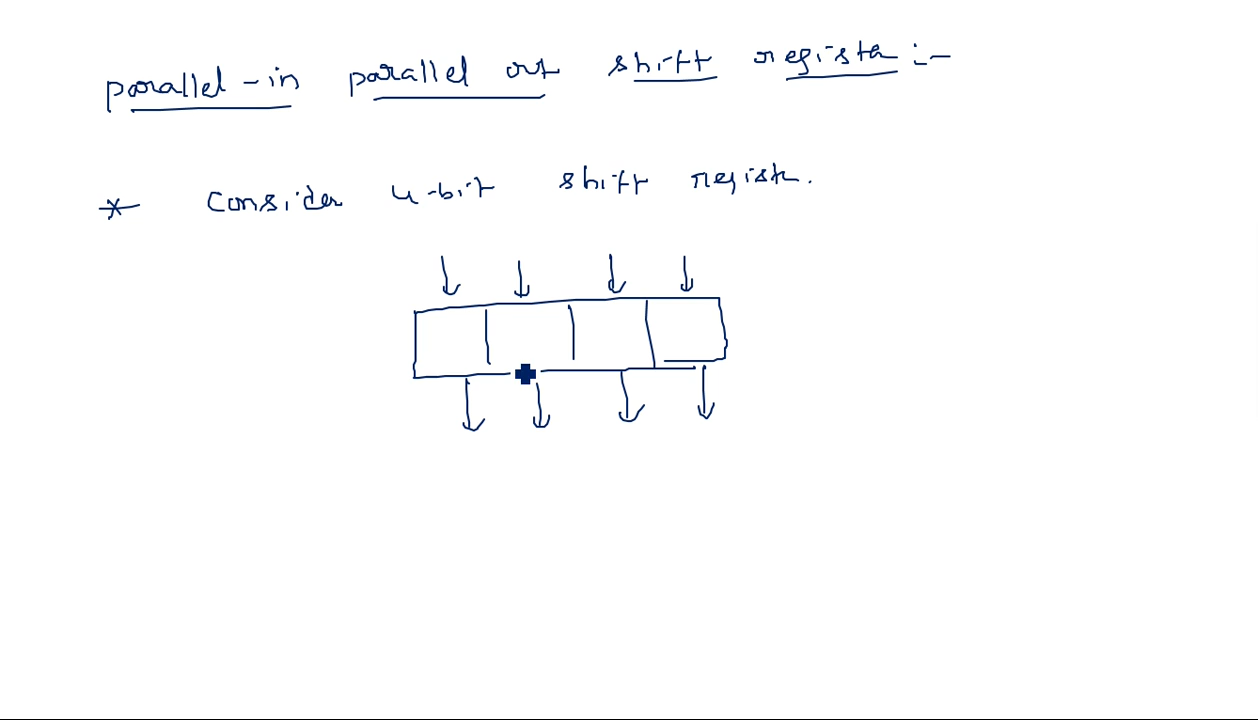 parallel-in parallel out shift register :-
* Consider 4-bit shift register.